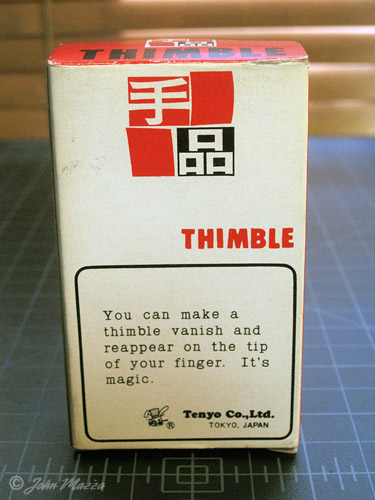 THIMBLE
手品
THIMBLE
You can make a
thimble vanish and
reappear on the tip
of your finger. It's
magic.
® Tenyo Co.,Ltd.
TOKYO, JAPAN
© John Mazza